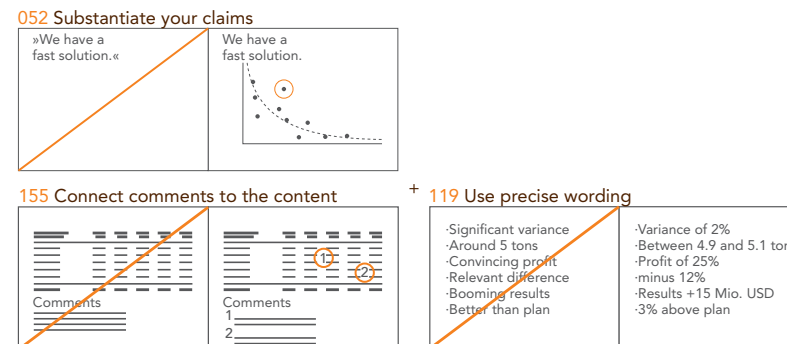 052 Substantiate your claims
»We have a
fast solution.«
We have a
fast solution.
155 Connect comments to the content
Comments
1
2
Comments
1
2
+
119 Use precise wording
·Significant variance
·Around 5 tons
·Convincing profit
·Relevant difference
·Booming results
·Better than plan
·Variance of 2%
·Between 4.9 and 5.1 ton
·Profit of 25%
·minus 12%
·Results +15 Mio. USD
·3% above plan